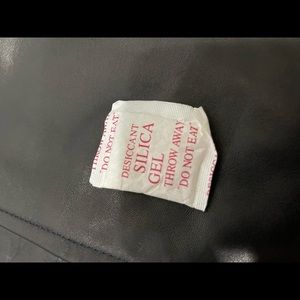 DO NOT EAT
DESICCANT
SILICA
GEL
THROW AWAY
DO NOT EAT